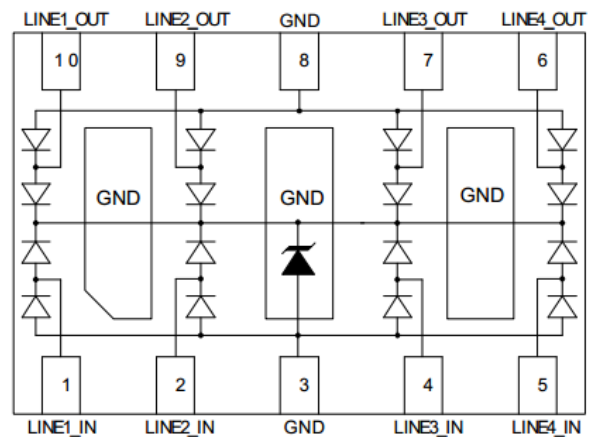 LINE1_OUT LINE2_OUT GND LINE3_OUT LINE4_OUT
10 9 8 7 6
GND GND GND
1 2 3 4 5
LINE1_IN LINE2_IN GND LINE3_IN LINE4_IN